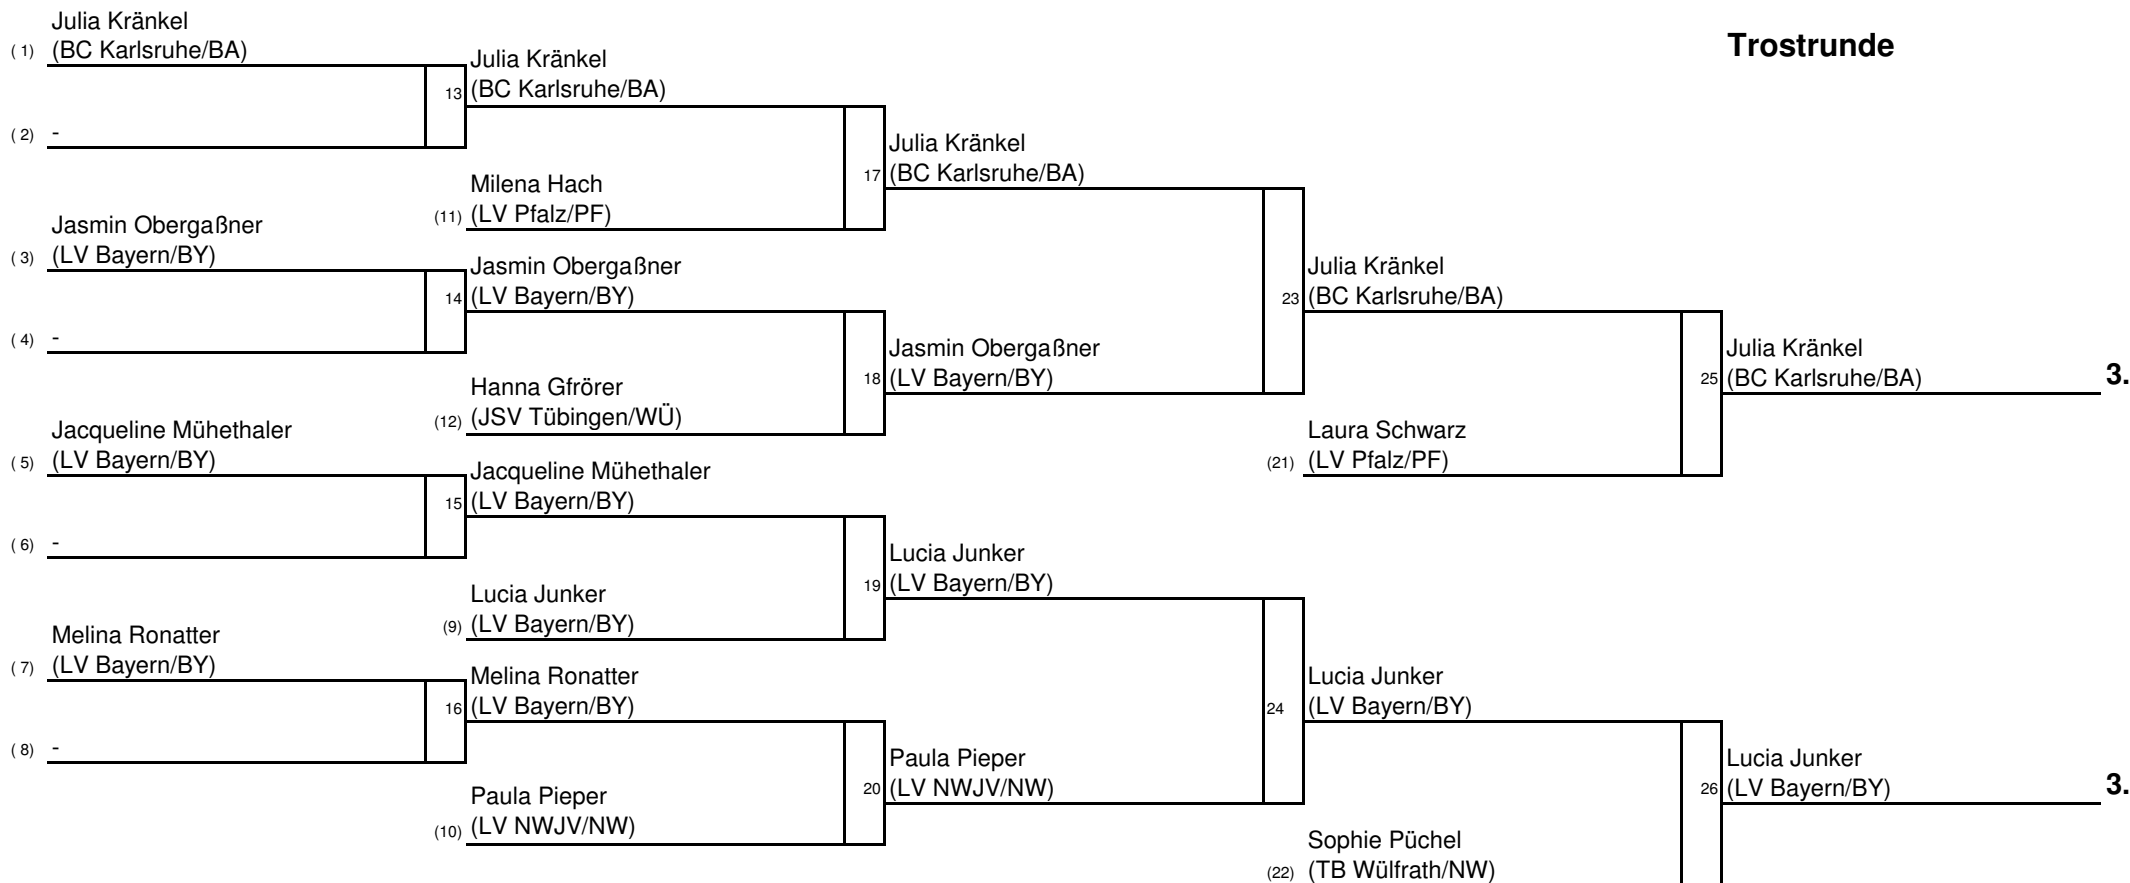 Trostrunde
Julia Kränkel
( 1) (BC Karlsruhe/BA)
( 2) -
Jasmin Obergaßner
( 3) (LV Bayern/BY)
( 4) -
Jacqueline Mühethaler
( 5) (LV Bayern/BY)
( 6) -
Melina Ronatter
( 7) (LV Bayern/BY)
( 8) -
Julia Kränkel
13 (BC Karlsruhe/BA)
Milena Hach
(11) (LV Pfalz/PF)
Jasmin Obergaßner
14 (LV Bayern/BY)
Hanna Gfrörer
(12) (JSV Tübingen/WÜ)
Jacqueline Mühethaler
15 (LV Bayern/BY)
Lucia Junker
(9) (LV Bayern/BY)
Melina Ronatter
16 (LV Bayern/BY)
Paula Pieper
(10) (LV NWJV/NW)
Julia Kränkel
17 (BC Karlsruhe/BA)
Jasmin Obergaßner
18 (LV Bayern/BY)
Lucia Junker
19 (LV Bayern/BY)
Paula Pieper
20 (LV NWJV/NW)
Julia Kränkel
23 (BC Karlsruhe/BA)
Laura Schwarz
(21) (LV Pfalz/PF)
Lucia Junker
24 (LV Bayern/BY)
Sophie Püchel
(22) (TB Wülfrath/NW)
Julia Kränkel
25 (BC Karlsruhe/BA) 3.
Lucia Junker
26 (LV Bayern/BY) 3.